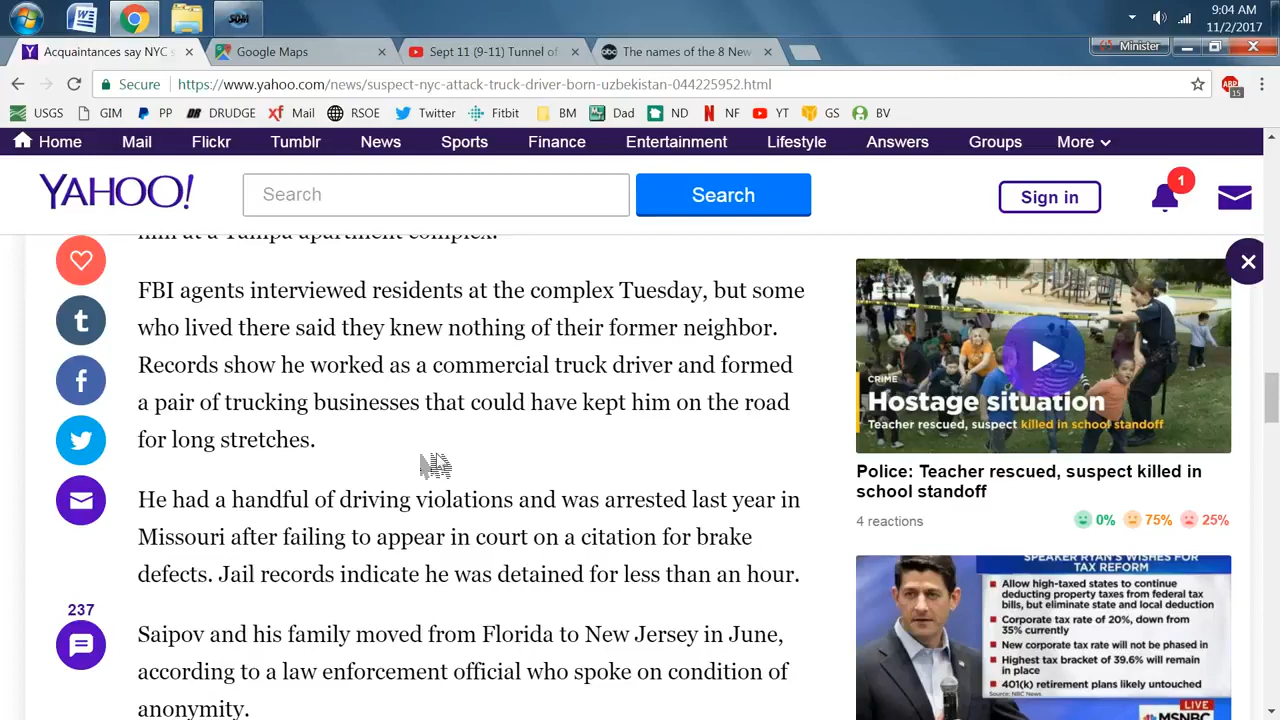 9:04 AM
11/2/2017
Acquaintances say NYC s
Google Maps
Sept 11 (9-11) Tunnel of
The names of the 8 New
Minister
Secure
https://www.yahoo.com/news/suspect-nyc-attack-truck-driver-born-uzbekistan-044225952.html
ABP
15
USGS
GIM
PP
DRUDGE
Mail
RSOE
Twitter
Fitbit
BM
Dad
ND
NF
YT
GS
BV
Home
Mail
Flickr
Tumblr
News
Sports
Finance
Entertainment
Lifestyle
Answers
Groups
More
YAHOO!
Search
Search
Sign in
1
him at a Tampa apartment complex.
FBI agents interviewed residents at the complex Tuesday, but some
who lived there said they knew nothing of their former neighbor.
Records show he worked as a commercial truck driver and formed
a pair of trucking businesses that could have kept him on the road
for long stretches.
He had a handful of driving violations and was arrested last year in
Missouri after failing to appear in court on a citation for brake
defects. Jail records indicate he was detained for less than an hour.
237
Saipov and his family moved from Florida to New Jersey in June,
according to a law enforcement official who spoke on condition of
anonymity.
CRIME
Hostage situation
Teacher rescued, suspect killed in school standoff
Police: Teacher rescued, suspect killed in
school standoff
4 reactions
0%
75%
25%
SPEAKER RYAN'S WISHES FOR
TAX REFORM
Allow high-taxed states to continue
deducting property taxes from federal tax
bills, but eliminate state and local deduction
Corporate tax rate of 20%, down from
35% currently
New corporate tax rate will not be phased in
Highest tax bracket of 39.6% will remain
in place
401(k) retirement plans likely untouched
Source: NBC News
LIVE
MSNBC